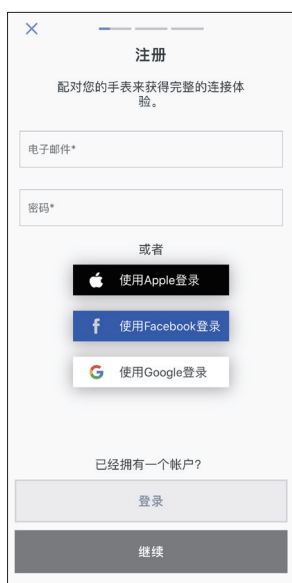 注册
配对您的手表来获得完整的连接体
验。
电子邮件*
密码*
或者
使用Apple登录
使用Facebook登录
使用Google登录
已经拥有一个帐户?
登录
继续